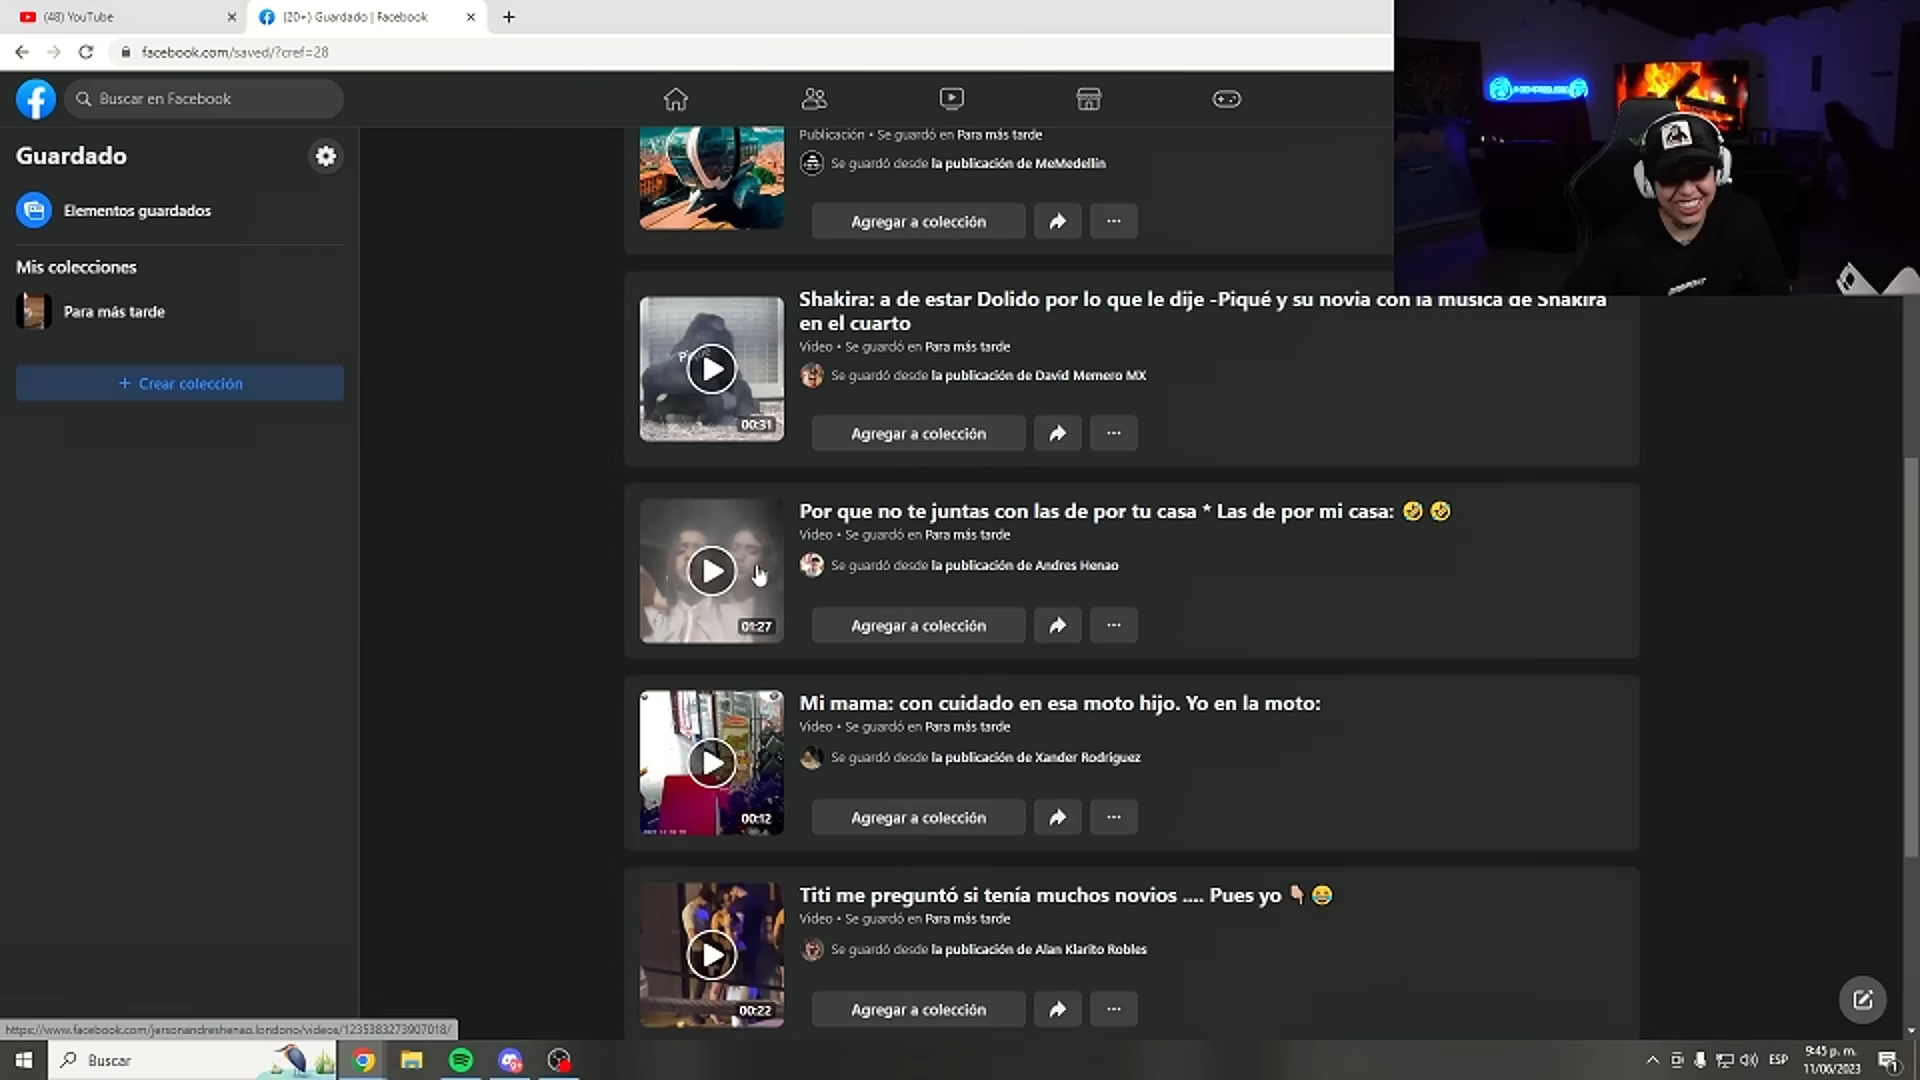 (48) YouTube
(20+) Guardado | Facebook
facebook.com/saved/?cref=28
Buscar en Facebook
Guardado
Elementos guardados
Mis colecciones
Para más tarde
+ Crear colección
Publicación • Se guardó en Para más tarde
Se guardó desde la publicación de MeMedellín
Agregar a colección
Shakira: a de estar Dolido por lo que le dije -Piqué y su novia con la musica de Shakira
en el cuarto
Video • Se guardó en Para más tarde
Se guardó desde la publicación de David Memero MX
00:31
Agregar a colección
Por que no te juntas con las de por tu casa * Las de por mi casa: 🤣 🤣
Video • Se guardó en Para más tarde
Se guardó desde la publicación de Andres Henao
01:27
Agregar a colección
Mi mama: con cuidado en esa moto hijo. Yo en la moto:
Video • Se guardó en Para más tarde
Se guardó desde la publicación de Xander Rodriguez
00:12
Agregar a colección
Titi me preguntó si tenía muchos novios .... Pues yo 👇🏻 😂
Video • Se guardó en Para más tarde
Se guardó desde la publicación de Alan Klarito Robles
00:22
Agregar a colección
https://www.facebook.com/jersonandreshenao.londono/videos/1235383273907018/
Buscar
ESP
9:45 p. m.
11/06/2023